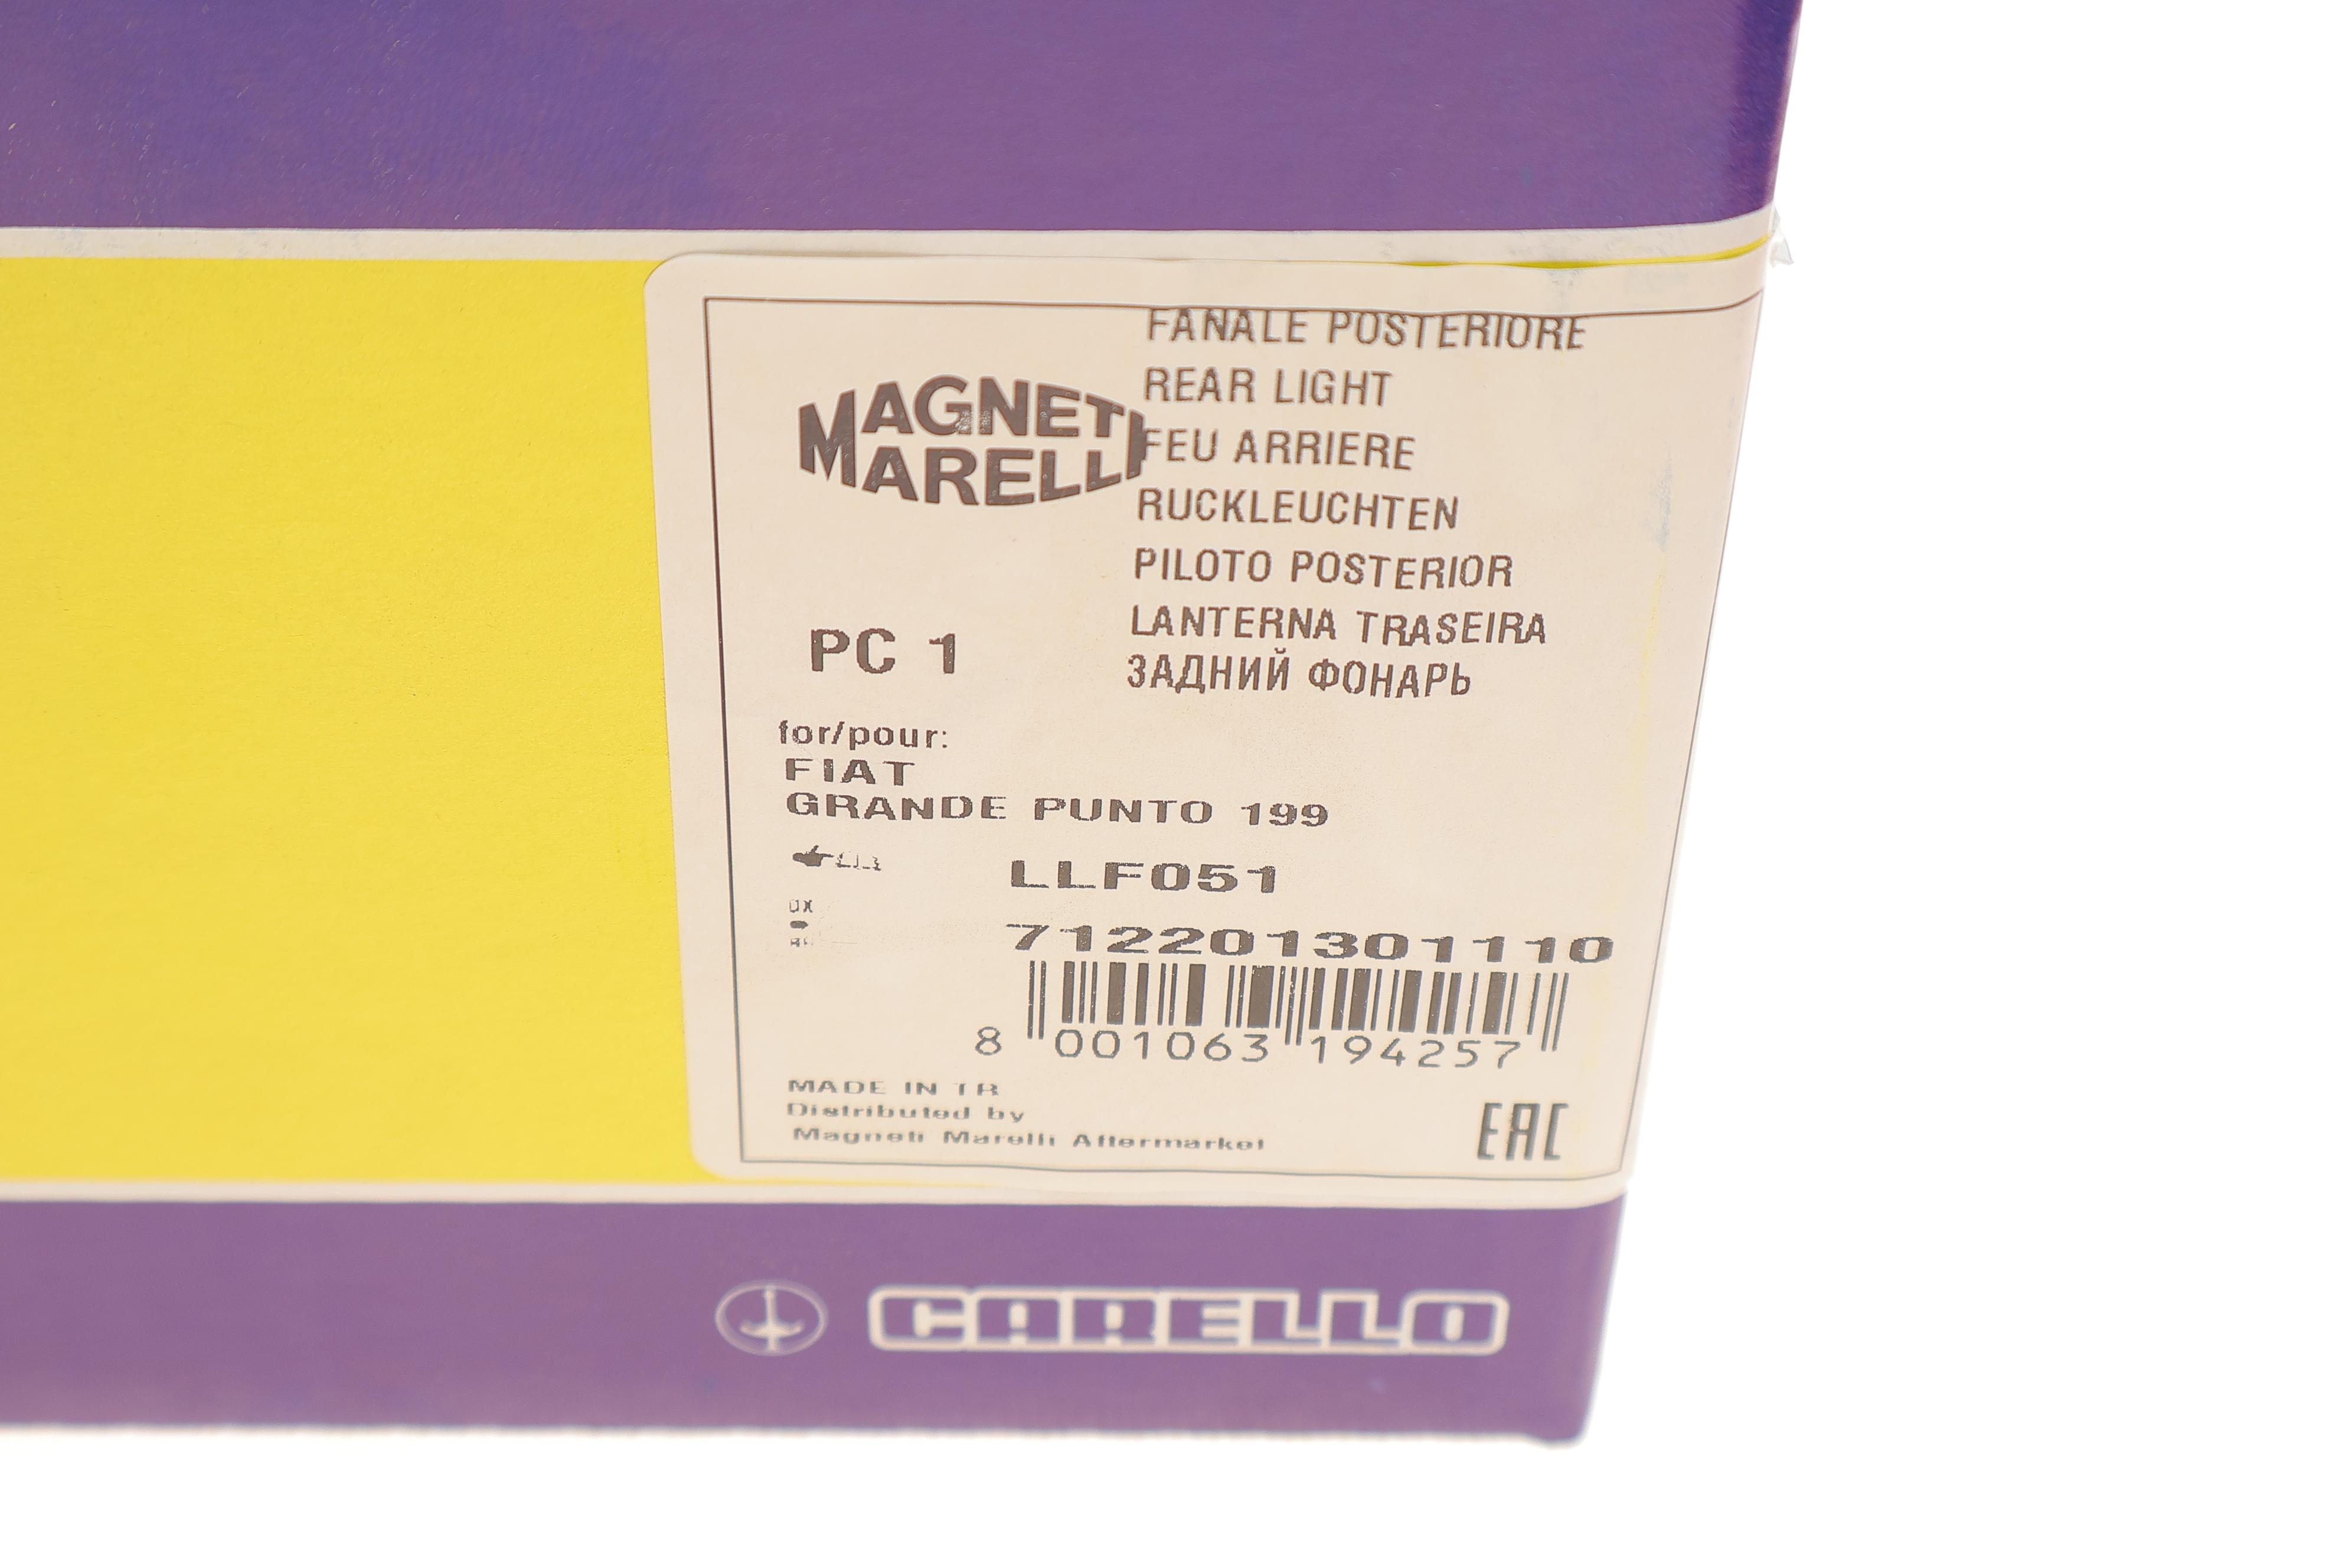 FANALE POSTERIORE
REAR LIGHT
FEU ARRIERE
RUCKLEUCHTEN
PILOTO POSTERIOR
LANTERNA TRASEIRA
ЗАДНИЙ ФОНАРЬ
MAGNETI
MARELLI
PC 1
for/pour:
FIAT
GRANDE PUNTO 199
LLF051
DX
712201301110
8 001063 194257
MADE IN TR
Distributed by
Magneti Marelli Aftermarket
EAC
CARELLO